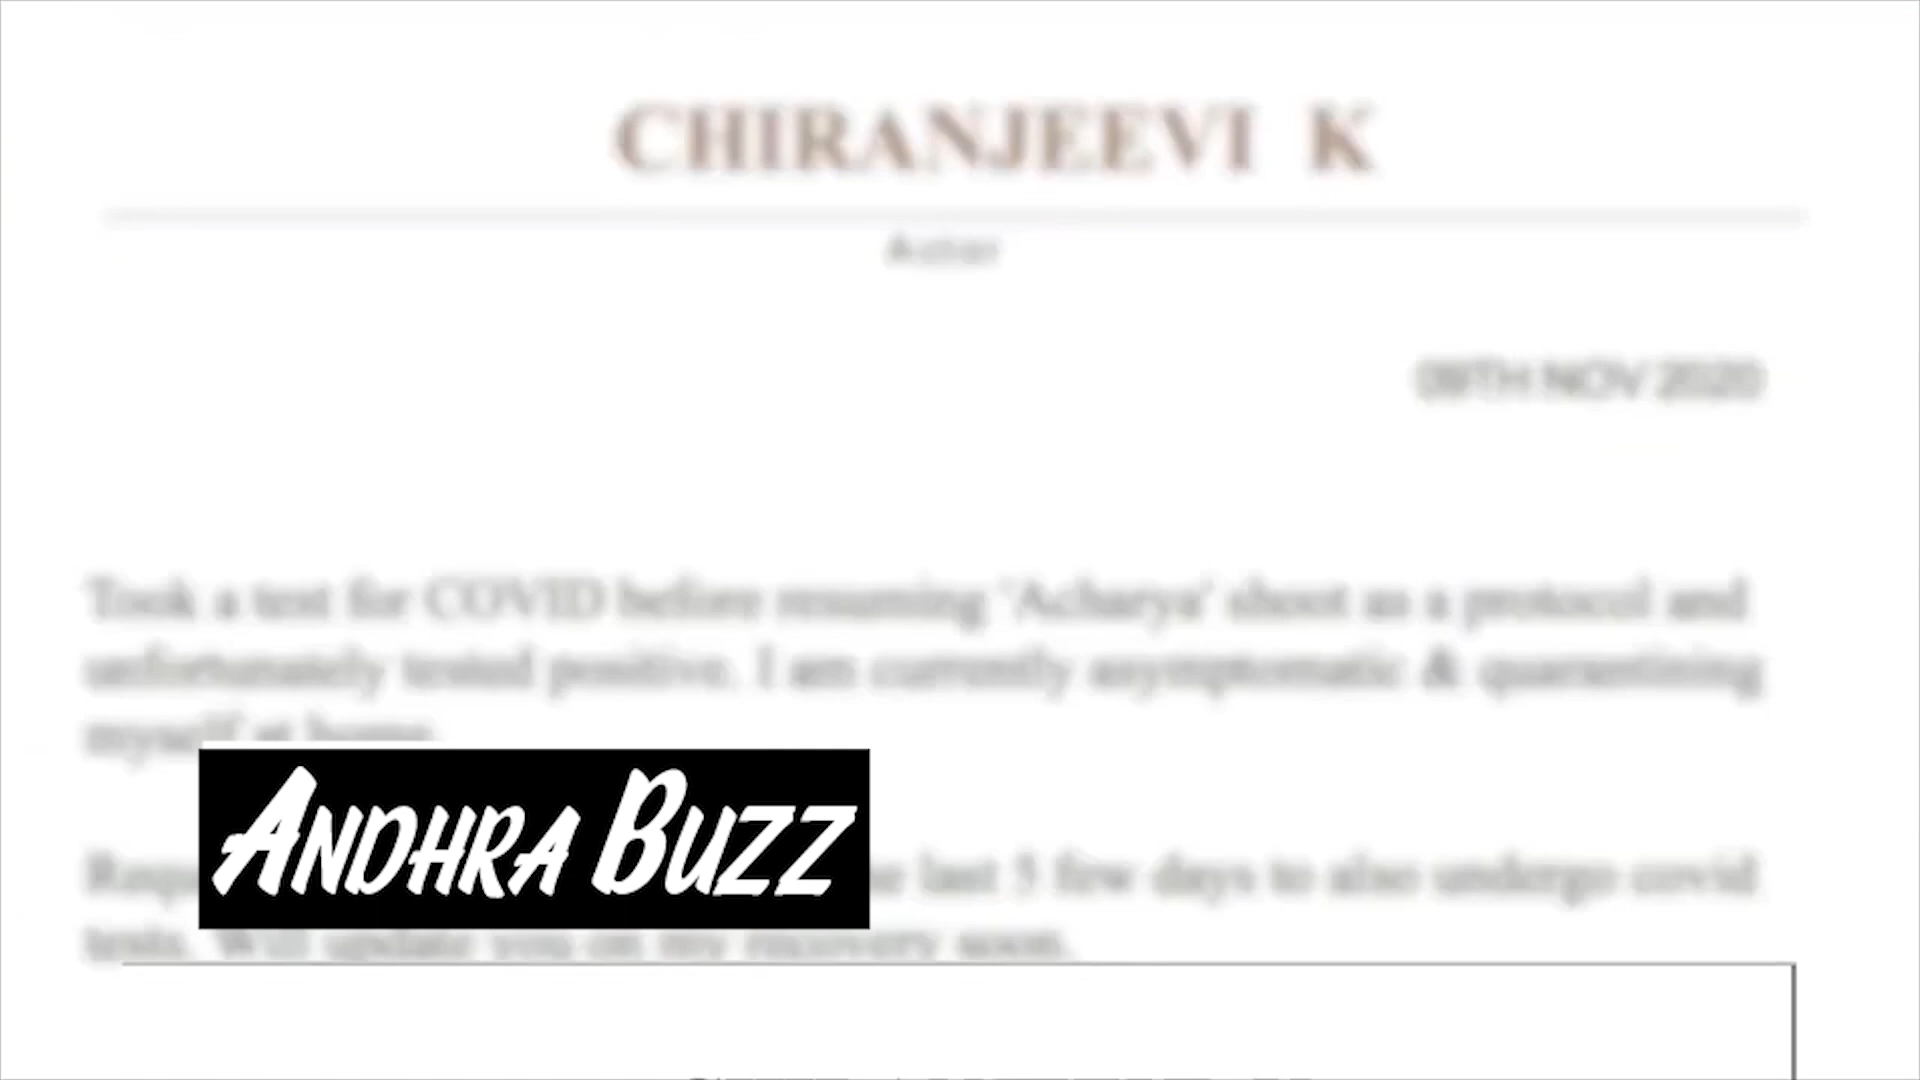 CHIRANJEEVI K
Actor
09TH NOV 2020
Took a test for COVID before resuming 'Acharya' shoot as a protocol and
unfortunately tested positive. I am currently asymptomatic & quarantining
myself at home.
ANDHRA BUZZ
last 5 few days to also undergo covid
tests. Will update you on my recovery soon.